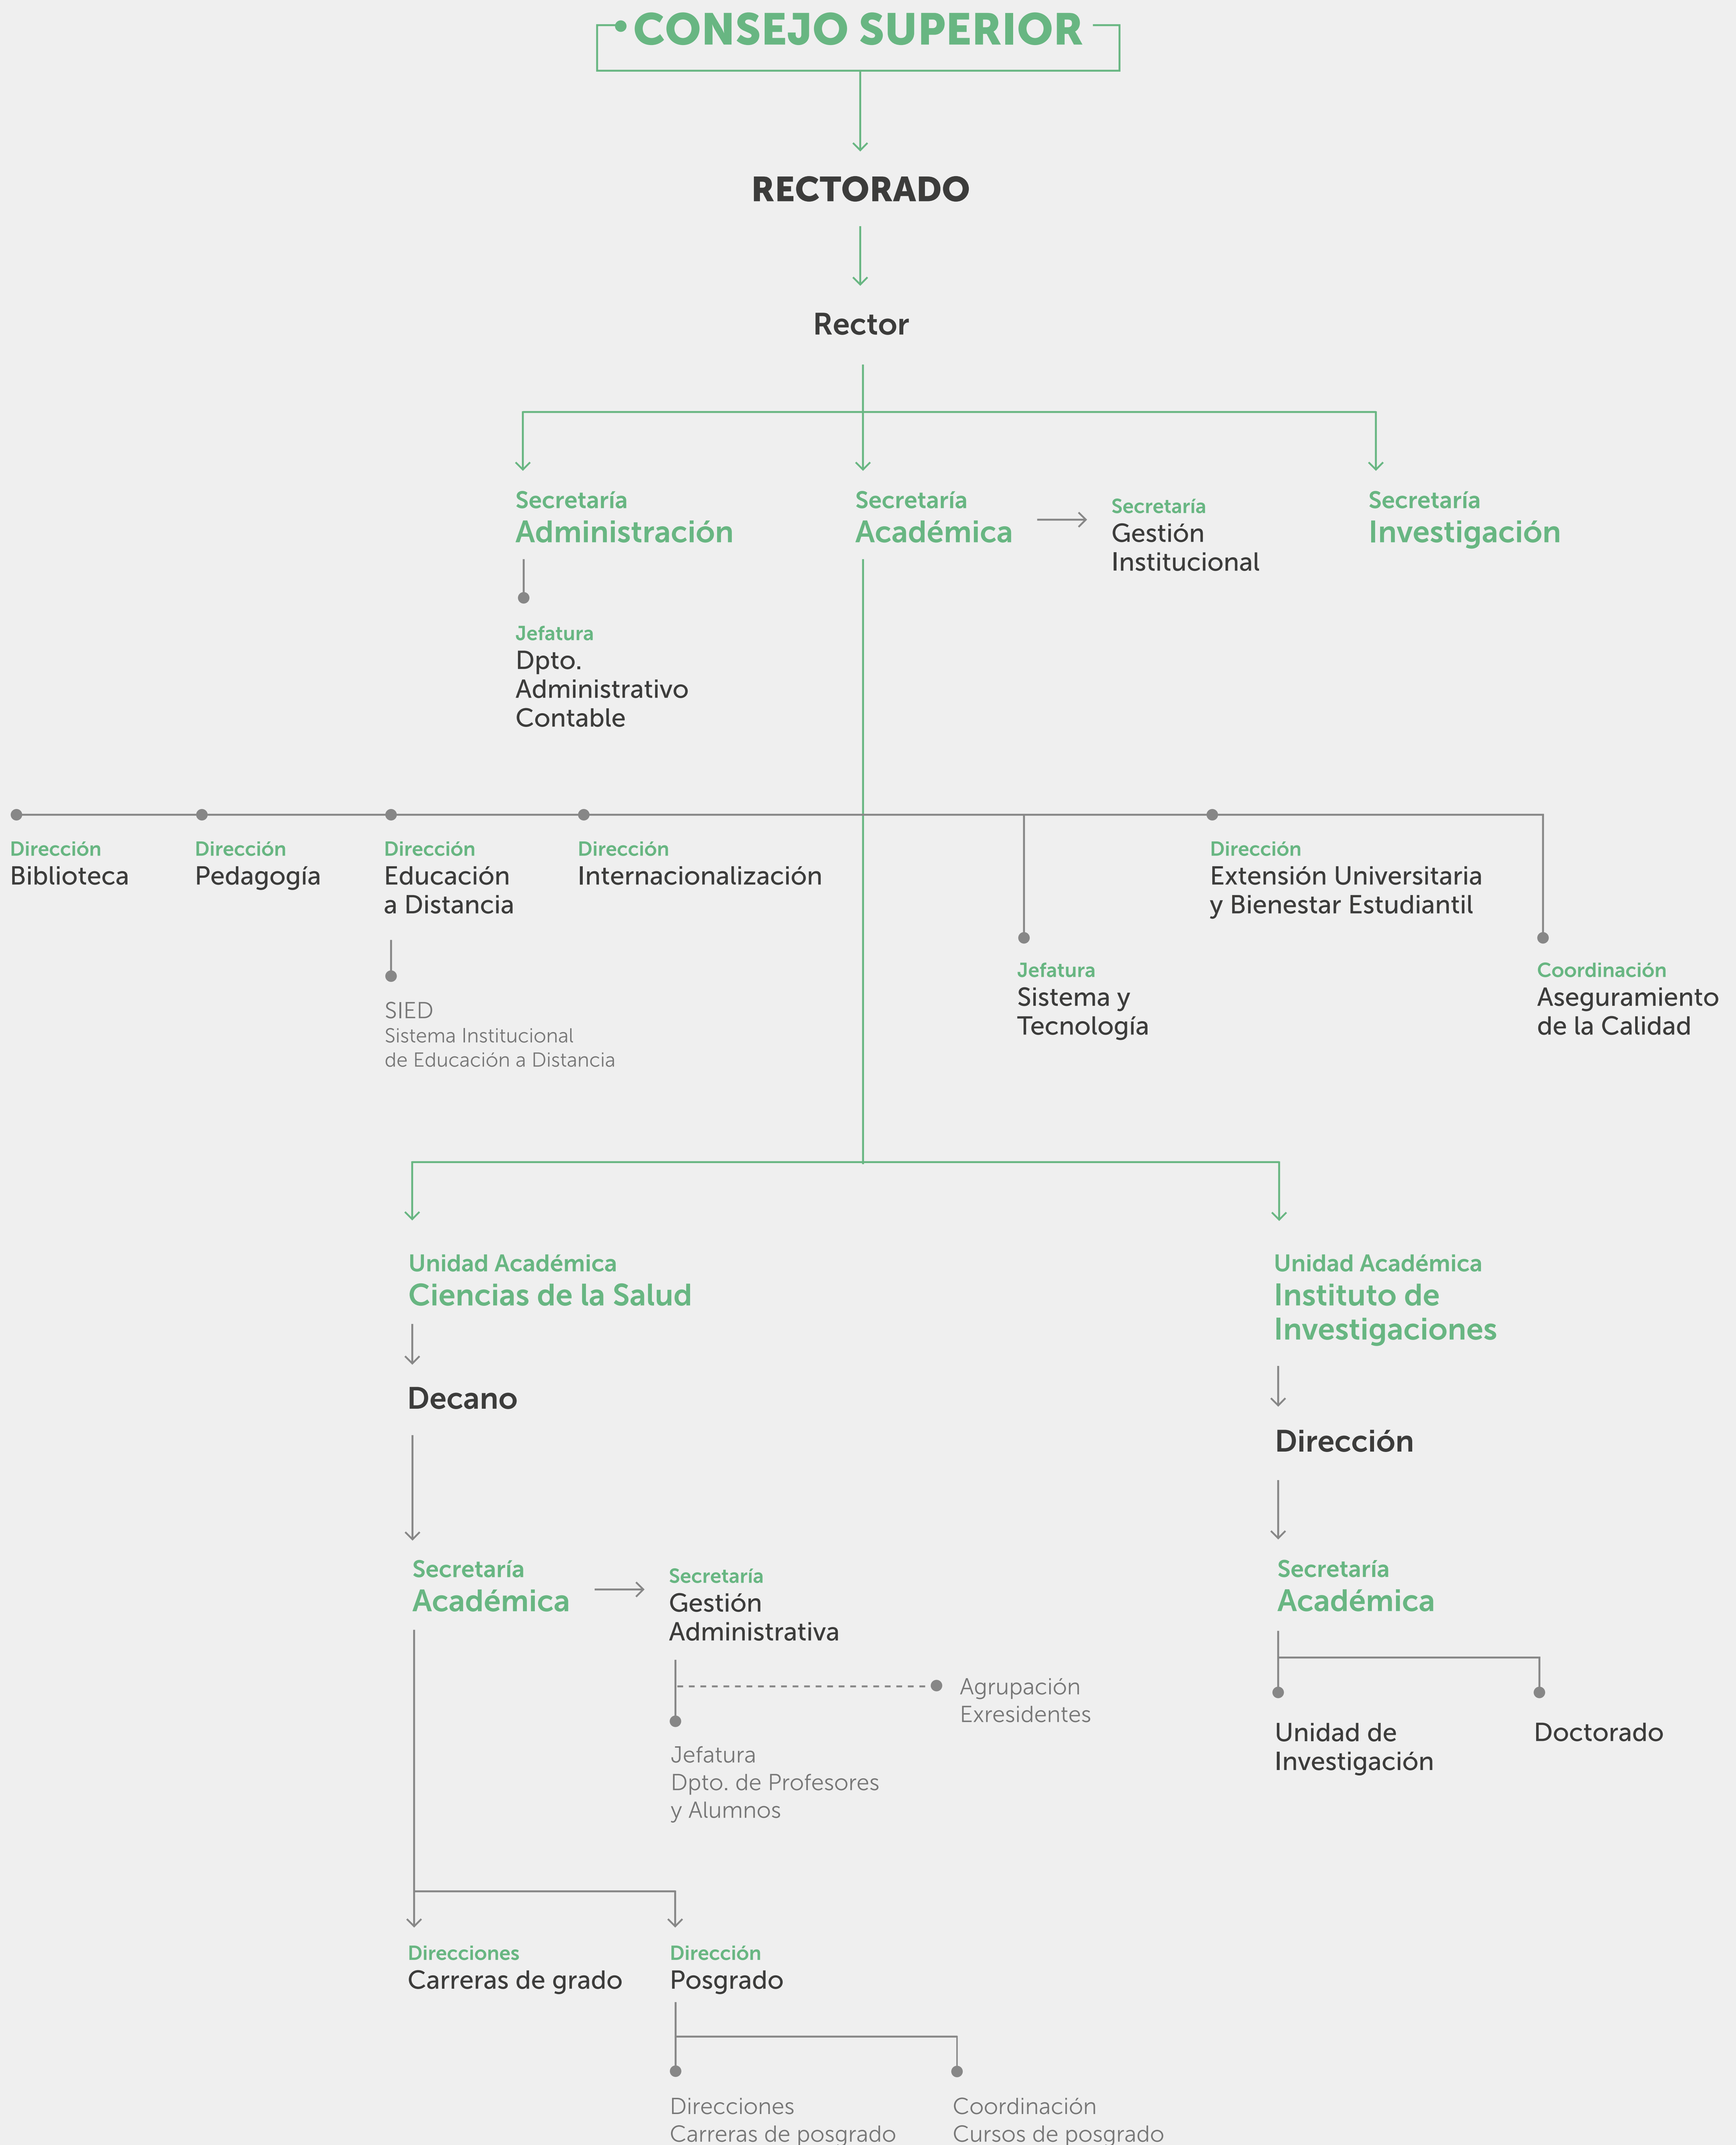 CONSEJO SUPERIOR
RECTORADO
Rector
Secretaría
Administración
Secretaría
Académica
Secretaría
Gestión
Institucional
Secretaría
Investigación
Jefatura
Dpto.
Administrativo
Contable
Dirección
Biblioteca
Dirección
Pedagogía
Dirección
Educación
a Distancia
Dirección
Internacionalización
Dirección
Extensión Universitaria
y Bienestar Estudiantil
SIED
Sistema Institucional
de Educación a Distancia
Jefatura
Sistema y
Tecnología
Coordinación
Aseguramiento
de la Calidad
Unidad Académica
Ciencias de la Salud
Unidad Académica
Instituto de
Investigaciones
Decano
Dirección
Secretaría
Académica
Secretaría
Gestión
Administrativa
Secretaría
Académica
Agrupación
Exresidentes
Jefatura
Dpto. de Profesores
y Alumnos
Unidad de
Investigación
Doctorado
Direcciones
Carreras de grado
Dirección
Posgrado
Direcciones
Carreras de posgrado
Coordinación
Cursos de posgrado